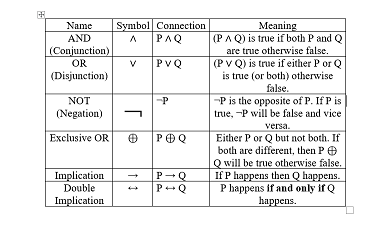 Name Symbol Connection Meaning
AND ∧ P ∧ Q (P ∧ Q) is true if both P and Q
(Conjunction) are true otherwise false.
OR ∨ P ∨ Q (P ∨ Q) is true if either P or Q
(Disjunction) is true (or both) otherwise
false.
NOT ¬ ¬P ¬P is the opposite of P. If P is
(Negation) true, ¬P will be false and vice
versa.
Exclusive OR ⊕ P ⊕ Q Either P or Q but not both. If
both are different, then P ⊕
Q will be true otherwise false.
Implication → P → Q If P happens then Q happens.
Double ↔ P ↔ Q P happens if and only if Q
Implication happens.